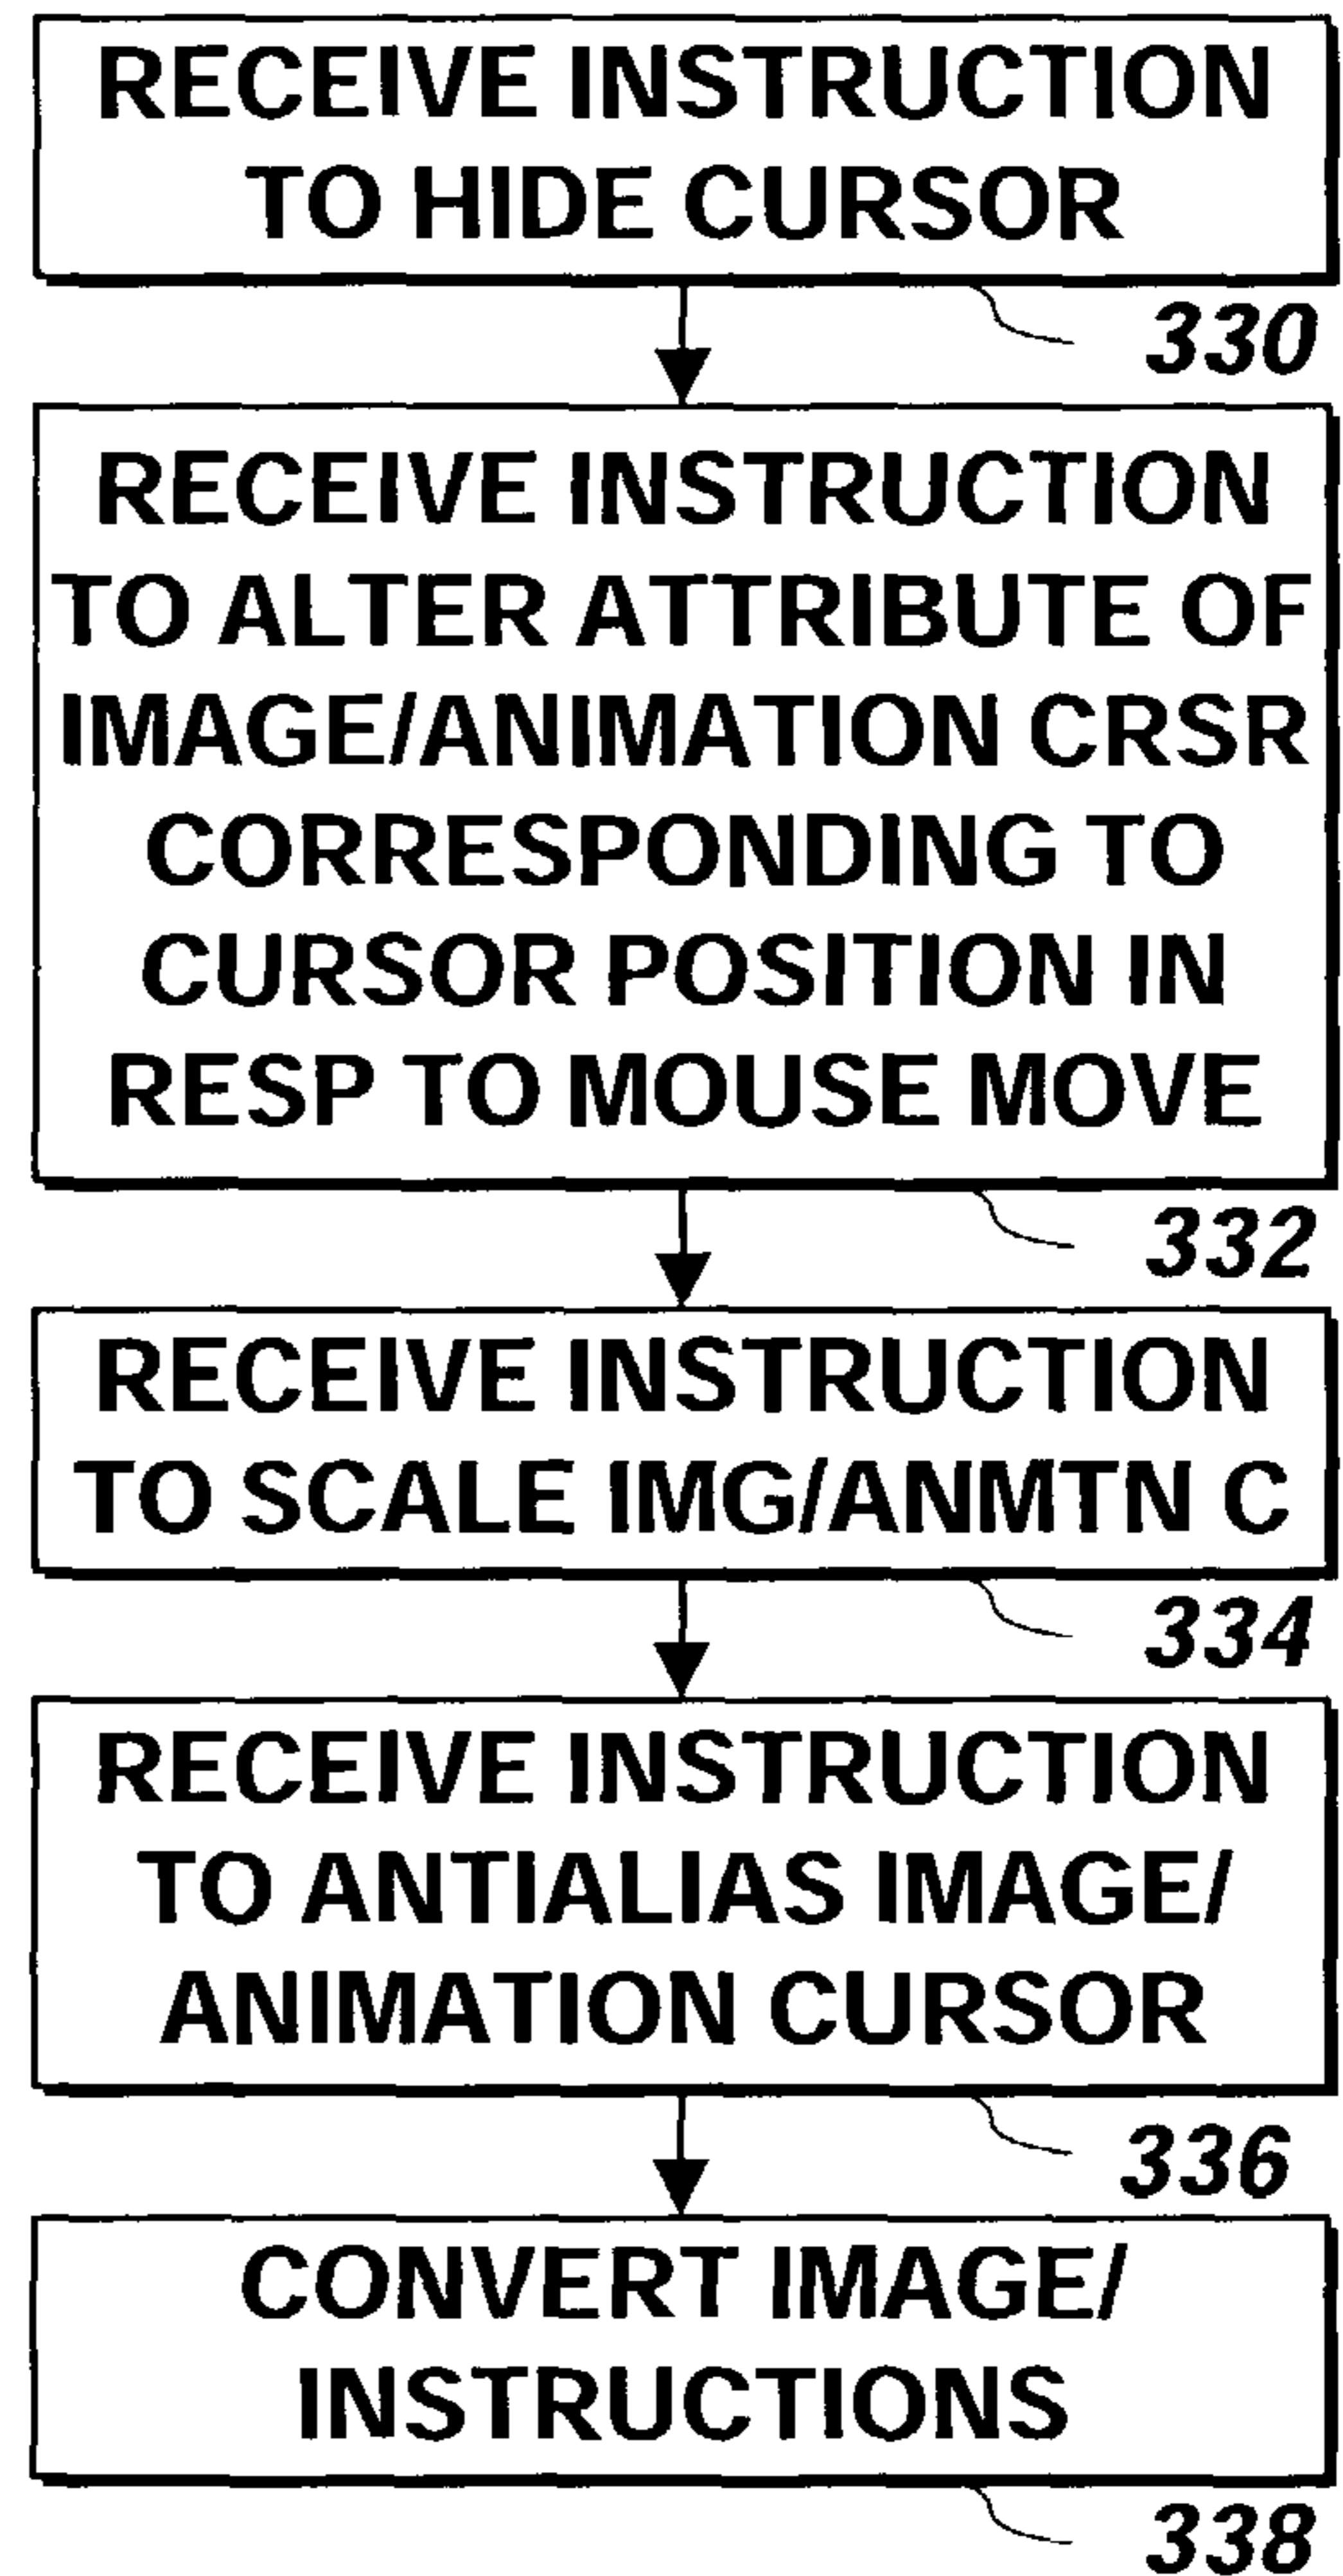 RECEIVE INSTRUCTION
TO HIDE CURSOR
330
RECEIVE INSTRUCTION
TO ALTER ATTRIBUTE OF
IMAGE/ANIMATION CRSR
CORRESPONDING TO
CURSOR POSITION IN
RESP TO MOUSE MOVE
332
RECEIVE INSTRUCTION
TO SCALE IMG/ANMTN C
334
RECEIVE INSTRUCTION
TO ANTIALIAS IMAGE/
ANIMATION CURSOR
336
CONVERT IMAGE/
INSTRUCTIONS
338